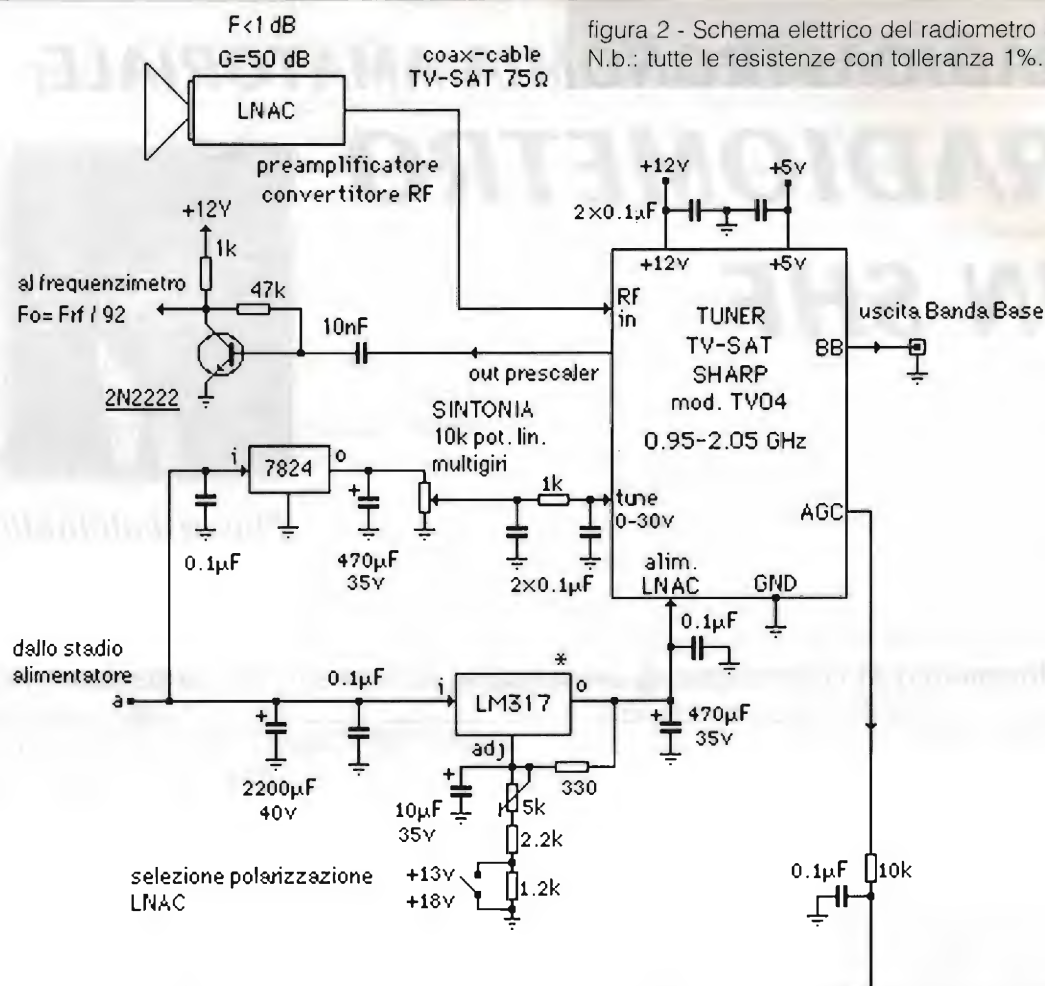 figura 2 - Schema elettrico del radiometro
N.b.: tutte le resistenze con tolleranza 1%.
F<1 dB
G=50 dB
LNAC
coax-cable
TV-SAT 75Ω
preamplificatore
convertitore RF
+12V
1k
al frequenzimetro
Fo= Frf / 92
47k
10nF
2N2222
out prescaler
+12v
+5v
2x0.1µF
+12v
+5v
RF
in
TUNER
TV-SAT
SHARP
mod. TV04
0.95-2.05 GHz
BB
uscita Banda Base
SINTONIA
10k pot. lin.
multigiri
i
7824
o
+
0.1µF
470µF
35v
1k
2x0.1µF
tune
0-30v
AGC
alim.
LNAC
GND
0.1µF
dallo stadio
alimentatore
a
0.1µF
+
2200µF
40v
*
i
LM317
o
adj
+
470µF
35v
330
+
10µF
35v
5k
2.2k
1.2k
selezione polarizzazione
LNAC
+13v
+18v
0.1µF
10k